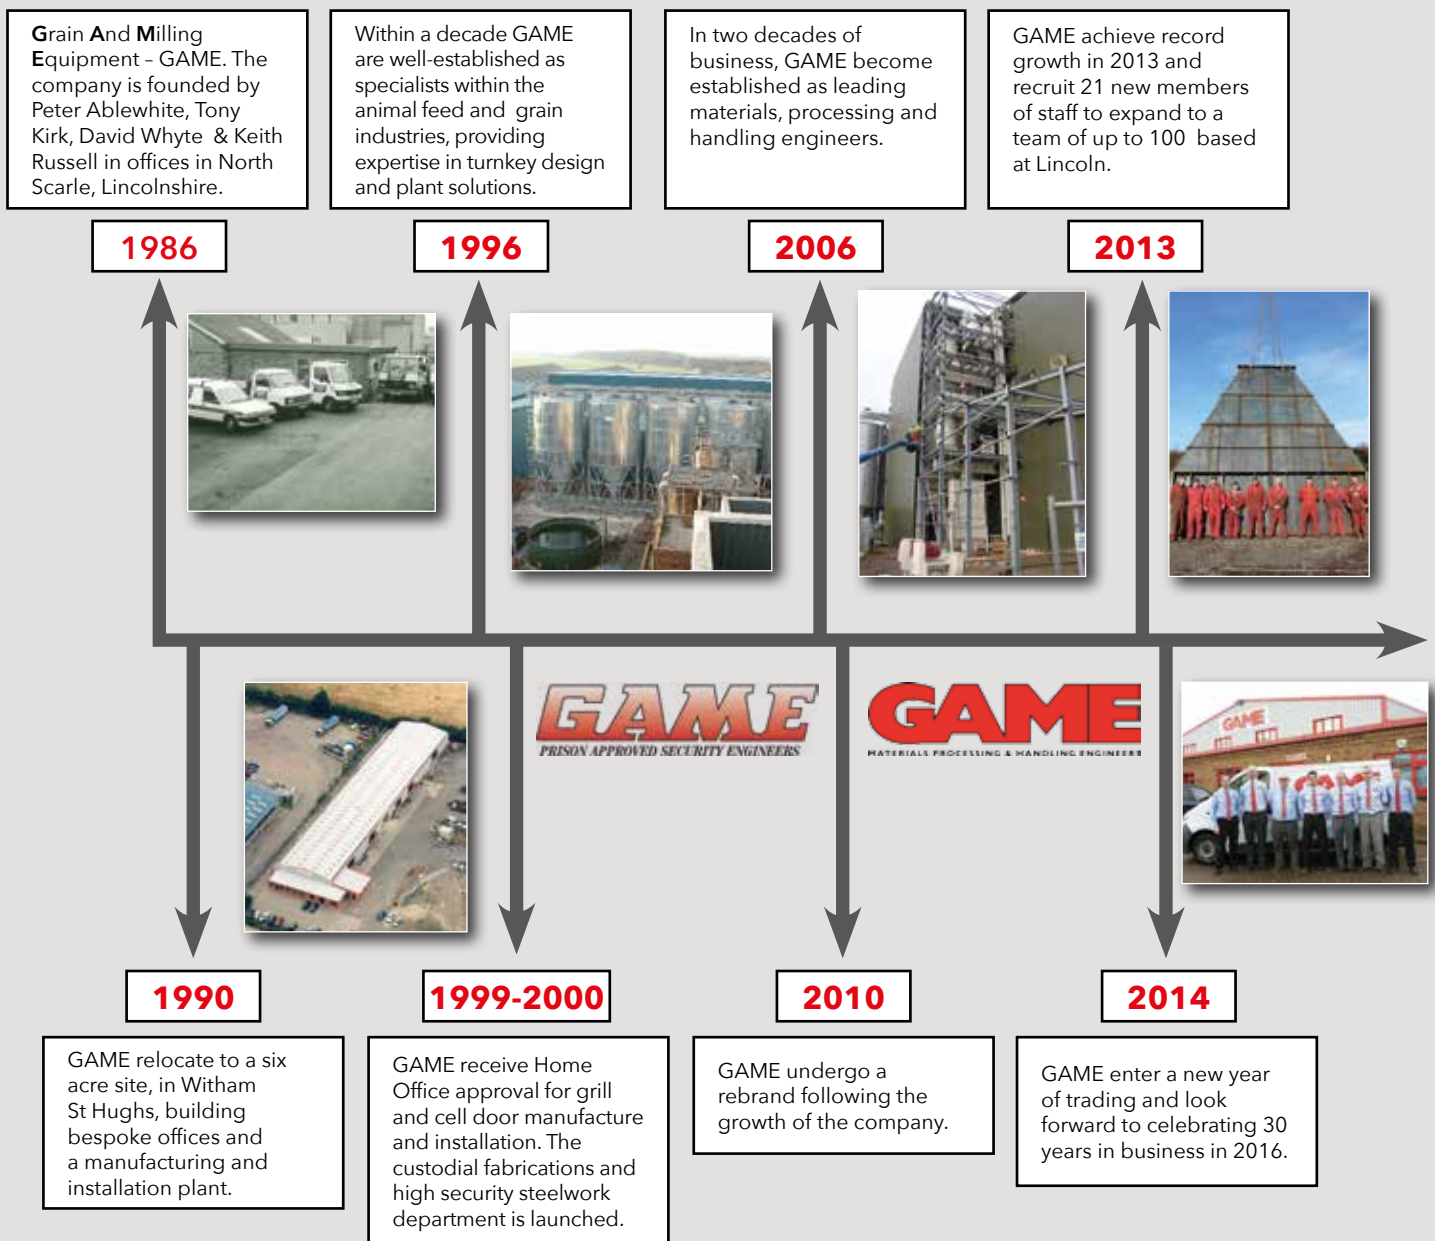 Grain And Milling
Equipment – GAME. The
company is founded by
Peter Ablewhite, Tony
Kirk, David Whyte & Keith
Russell in offices in North
Scarle, Lincolnshire.
1986
Within a decade GAME
are well-established as
specialists within the
animal feed and grain
industries, providing
expertise in turnkey design
and plant solutions.
1996
In two decades of
business, GAME become
established as leading
materials, processing and
handling engineers.
2006
GAME achieve record
growth in 2013 and
recruit 21 new members
of staff to expand to a
team of up to 100 based
at Lincoln.
2013
GAME
PRISON APPROVED SECURITY ENGINEERS
GAME
MATERIALS PROCESSING & HANDLING ENGINEERS
GAME
GAME
1990
GAME relocate to a six
acre site, in Witham
St Hughs, building
bespoke offices and
a manufacturing and
installation plant.
1999-2000
GAME receive Home
Office approval for grill
and cell door manufacture
and installation. The
custodial fabrications and
high security steelwork
department is launched.
2010
GAME undergo a
rebrand following the
growth of the company.
2014
GAME enter a new year
of trading and look
forward to celebrating 30
years in business in 2016.